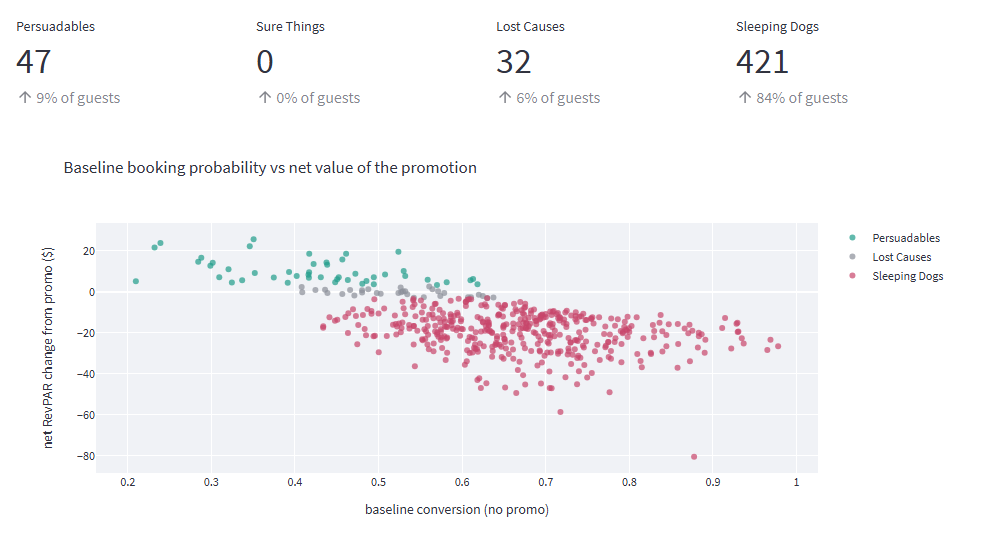 Persuadables
Sure Things
Lost Causes
Sleeping Dogs
47
0
32
421
↑ 9% of guests
↑ 0% of guests
↑ 6% of guests
↑ 84% of guests
Baseline booking probability vs net value of the promotion
net RevPAR change from promo ($)
20
0
−20
−40
−60
−80
0.2
0.3
0.4
0.5
0.6
0.7
0.8
0.9
1
baseline conversion (no promo)
Persuadables
Lost Causes
Sleeping Dogs